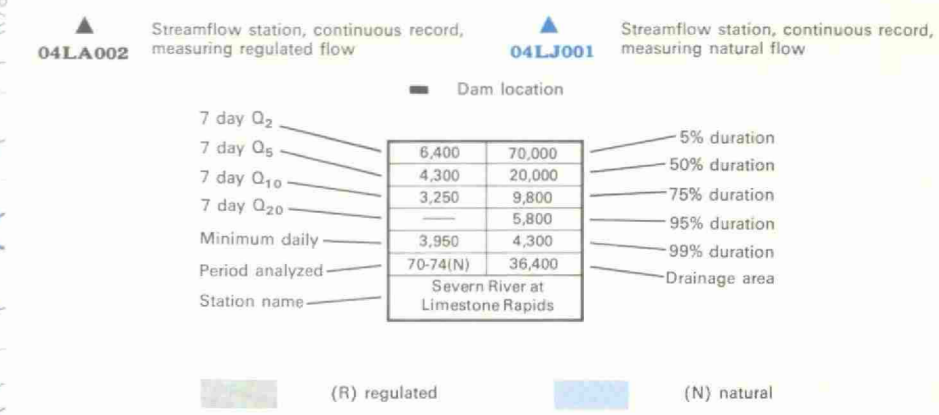 Streamflow station, continuous record,
measuring regulated flow
04LA002
Streamflow station, continuous record,
measuring natural flow
04LJ001
Dam location
7 day Q2
7 day Q5
7 day Q10
7 day Q20
Minimum daily
Period analyzed
Station name
6,400 70,000
4,300 20,000
3,250 9,800
—— 5,800
3,950 4,300
70-74(N) 36,400
Severn River at
Limestone Rapids
5% duration
50% duration
75% duration
95% duration
99% duration
Drainage area
(R) regulated
(N) natural